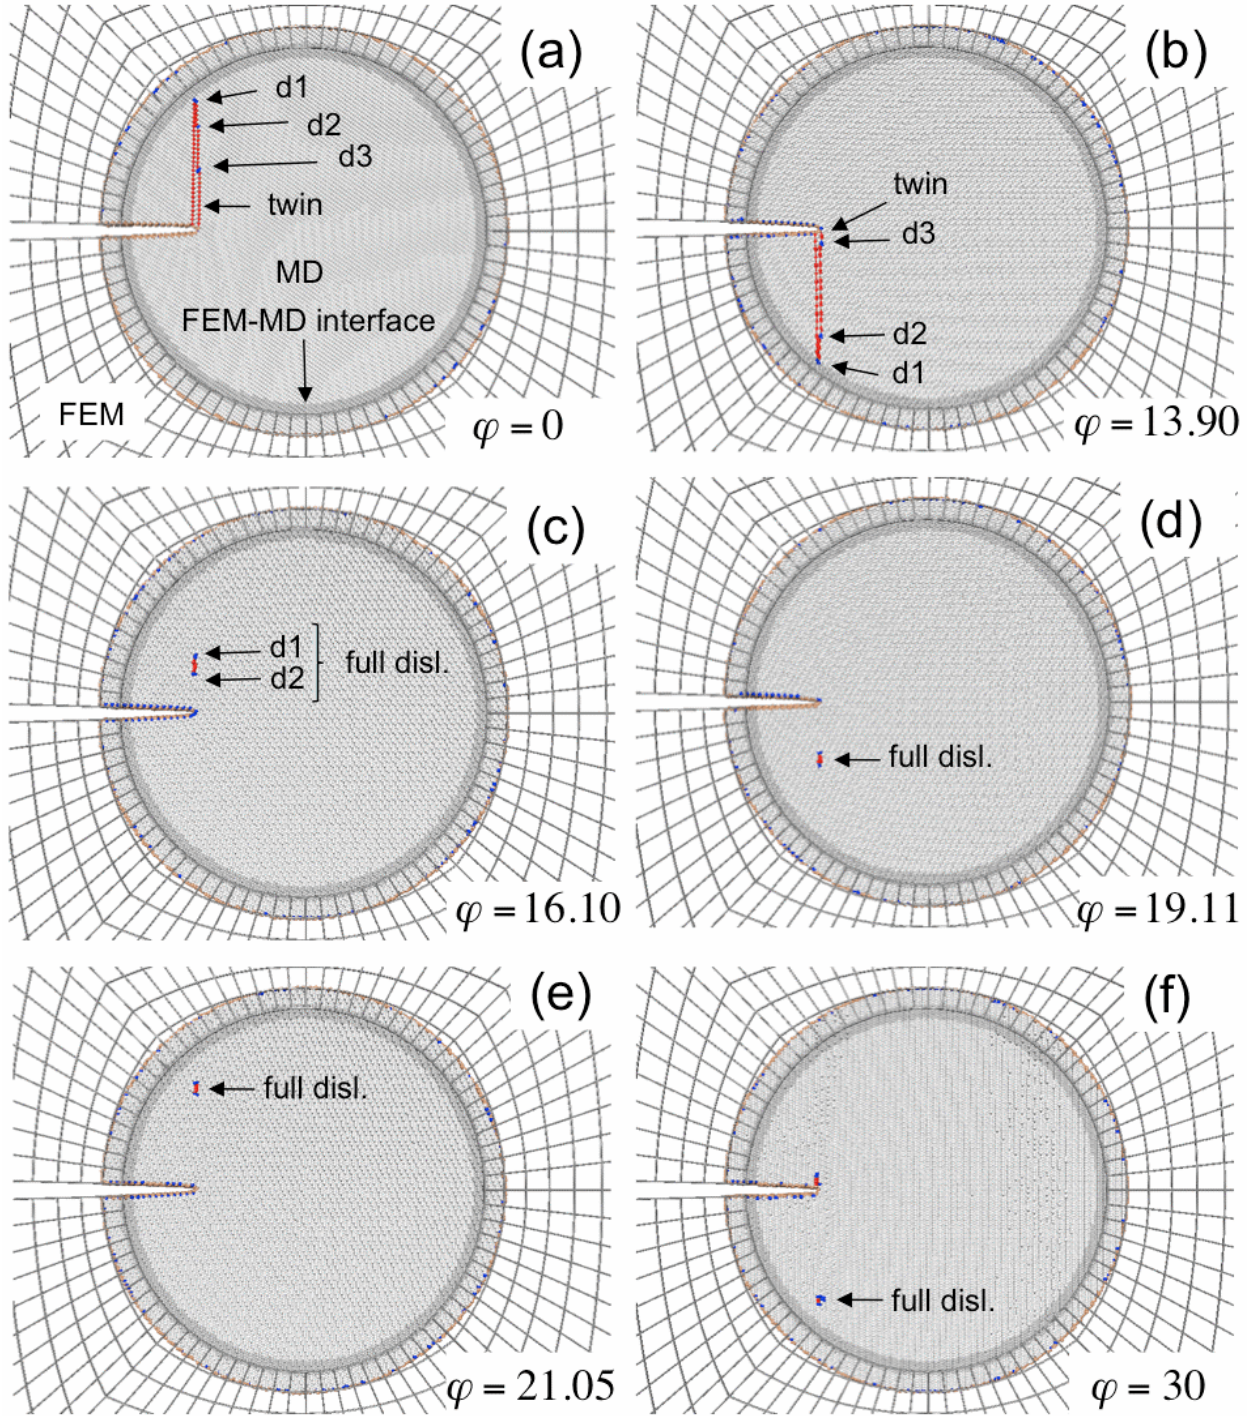 (a)
d1
d2
d3
twin
MD
FEM-MD interface
FEM
φ = 0
(b)
twin
d3
d2
d1
φ = 13.90
(c)
d1
d2
full disl.
φ = 16.10
(d)
full disl.
φ = 19.11
(e)
full disl.
φ = 21.05
(f)
full disl.
φ = 30